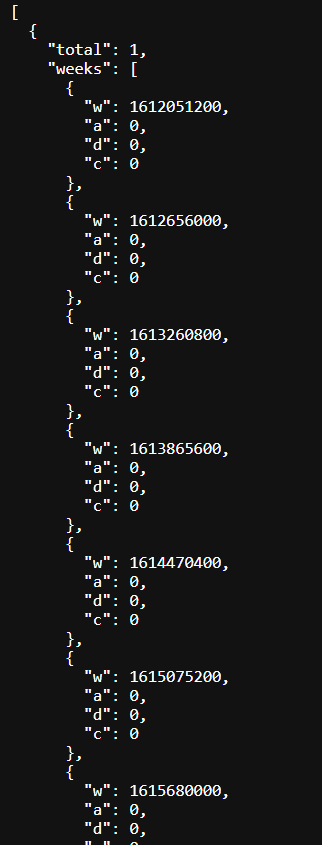 [
  {
    "total": 1,
    "weeks": [
      {
        "w": 1612051200,
        "a": 0,
        "d": 0,
        "c": 0
      },
      {
        "w": 1612656000,
        "a": 0,
        "d": 0,
        "c": 0
      },
      {
        "w": 1613260800,
        "a": 0,
        "d": 0,
        "c": 0
      },
      {
        "w": 1613865600,
        "a": 0,
        "d": 0,
        "c": 0
      },
      {
        "w": 1614470400,
        "a": 0,
        "d": 0,
        "c": 0
      },
      {
        "w": 1615075200,
        "a": 0,
        "d": 0,
        "c": 0
      },
      {
        "w": 1615680000,
        "a": 0,
        "d": 0,